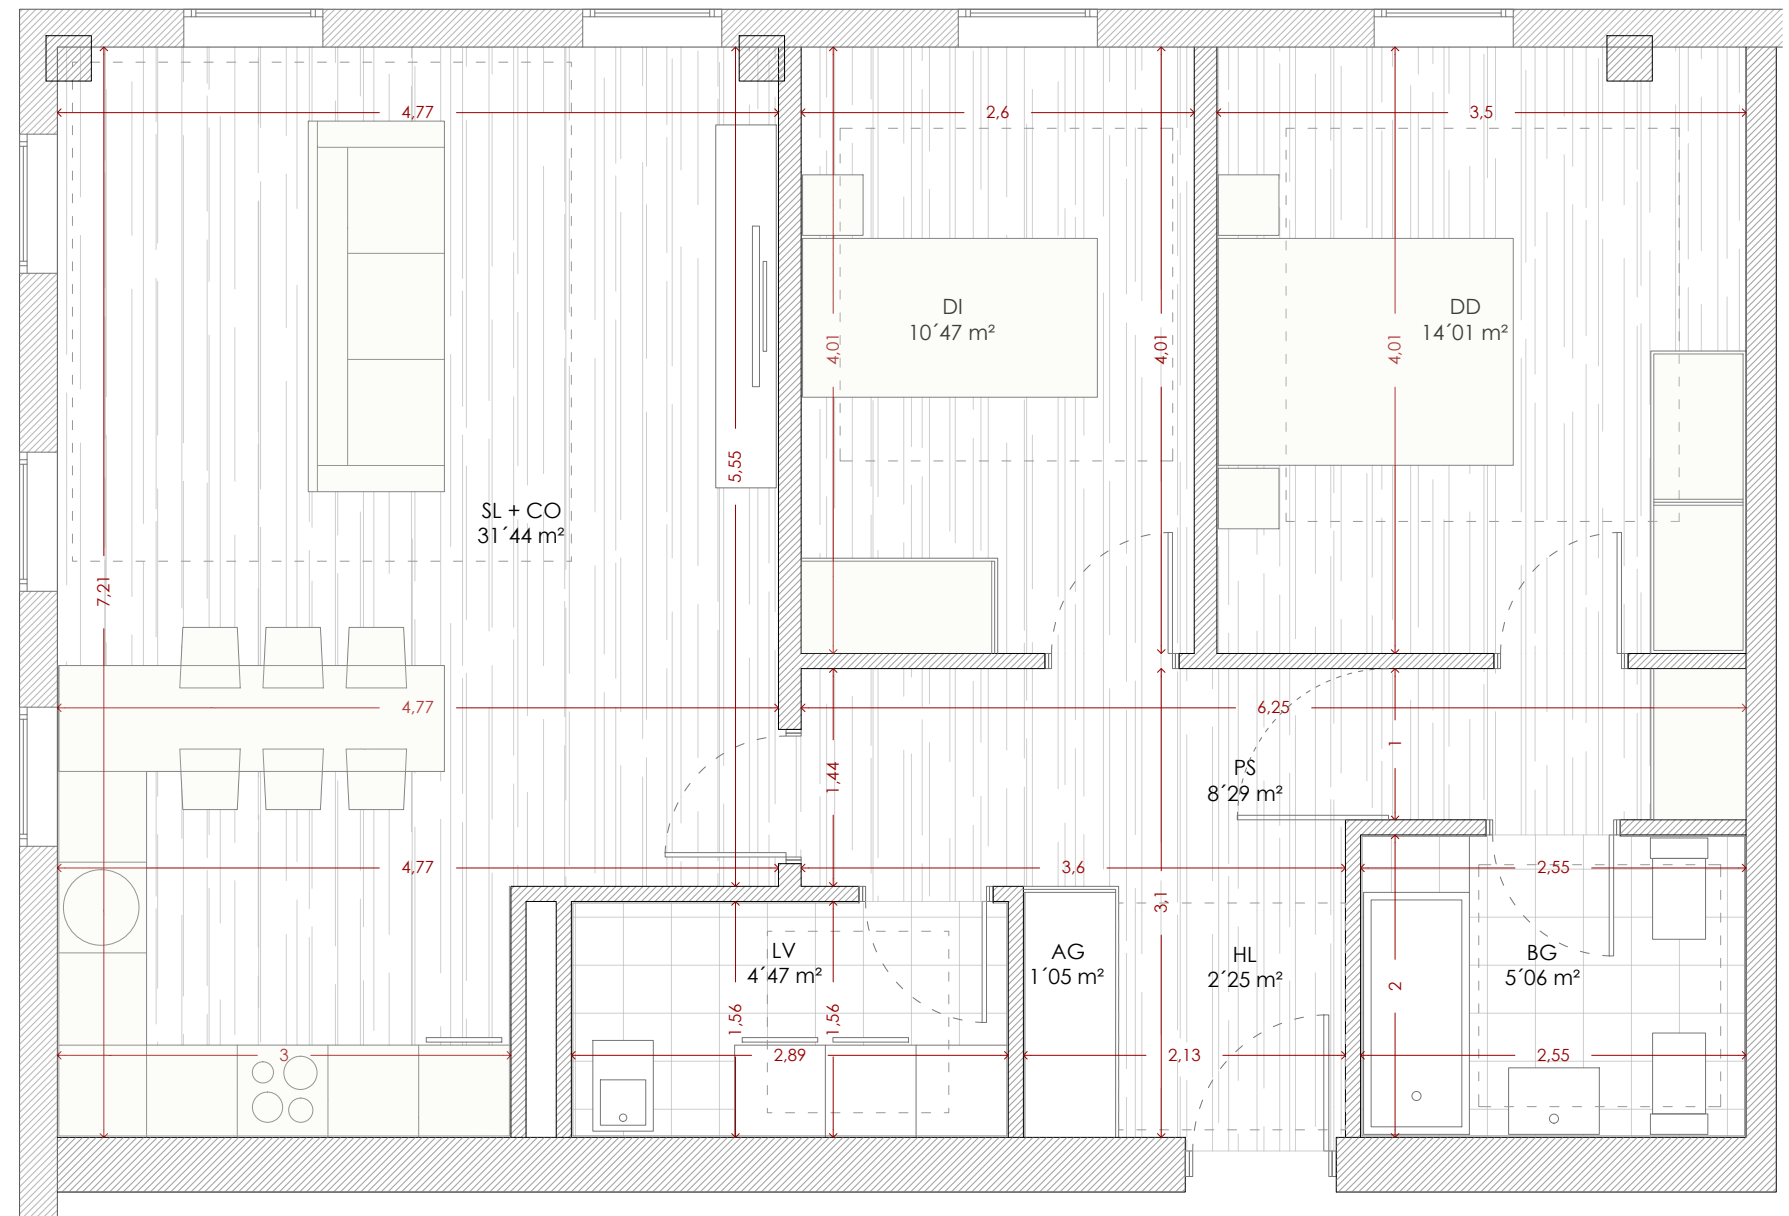 4,77
2,6
3,5
DI
10´47 m²
DD
14´01 m²
4,01
4,01
4,01
5,55
SL + CO
31´44 m²
7,21
4,77
6,25
1
1,44
PS
8´29 m²
4,77
3,6
2,55
3,1
LV
4´47 m²
AG
1´05 m²
HL
2´25 m²
BG
5´06 m²
2
1,56
1,56
3
2,89
2,13
2,55